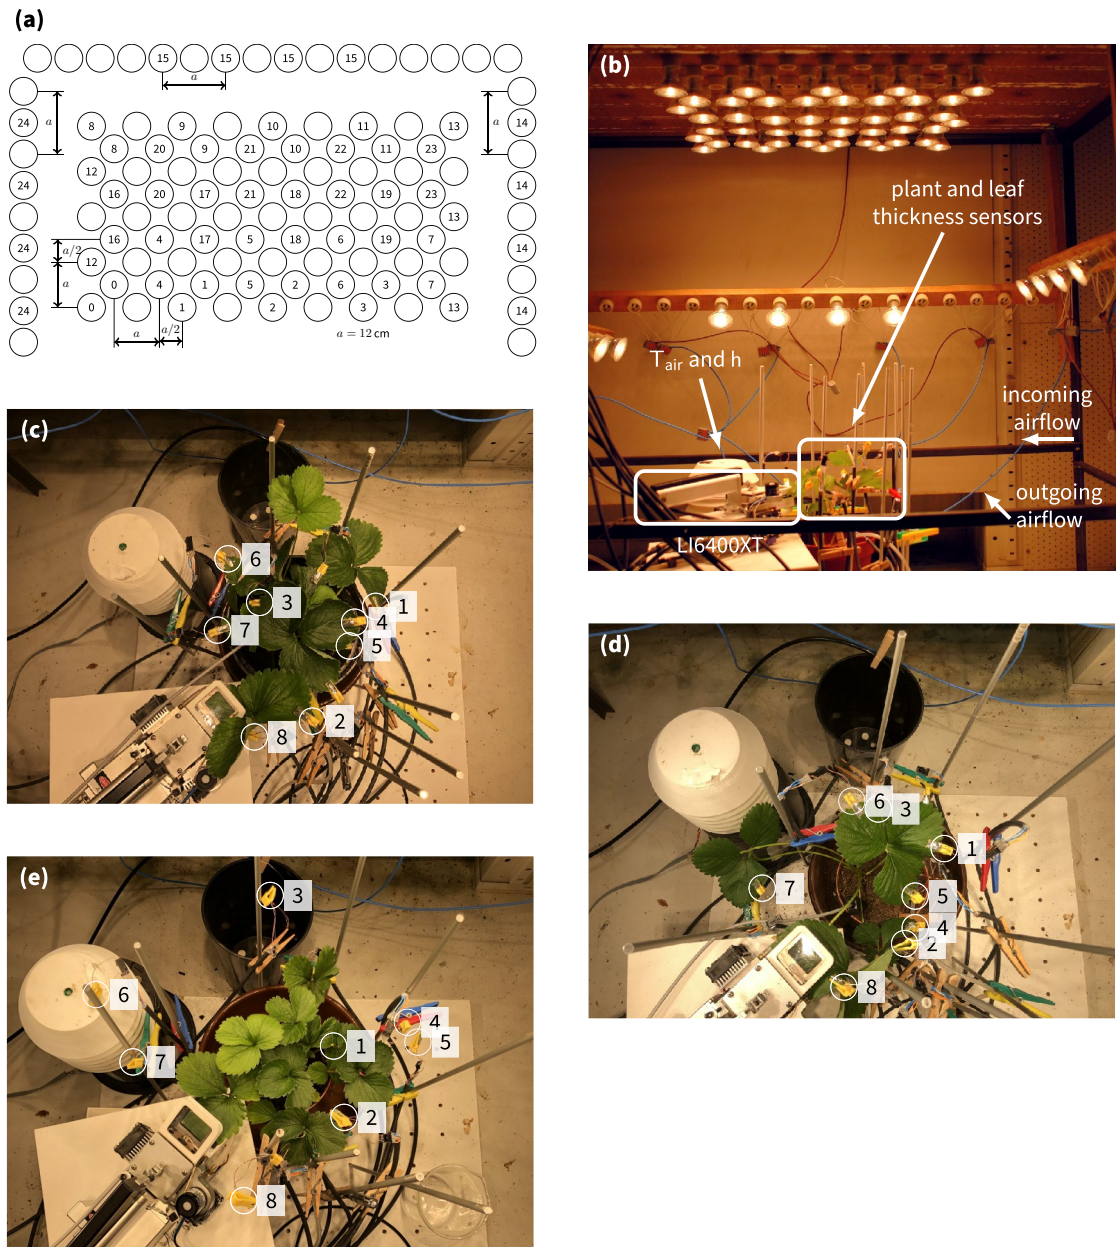 (a)
15 15 15 15
a
24 a a 14
8 9 10 11 13
8 20 9 21 10 22 11 23
12
24 14
16 20 17 21 18 22 19 23
13
24 16 4 17 5 18 6 19 7 14
a/2
12
a
0 4 1 5 2 6 3 7
24 0 1 2 3 13 14
a a/2 a = 12 cm
(b)
plant and leaf
thickness sensors
Tair and h
incoming
airflow
outgoing
airflow
LI6400XT
(c)
6
3
1
4
7
5
2
8
(d)
6
3
1
7
5
4
2
8
(e)
3
6
4
5
1
7
2
8